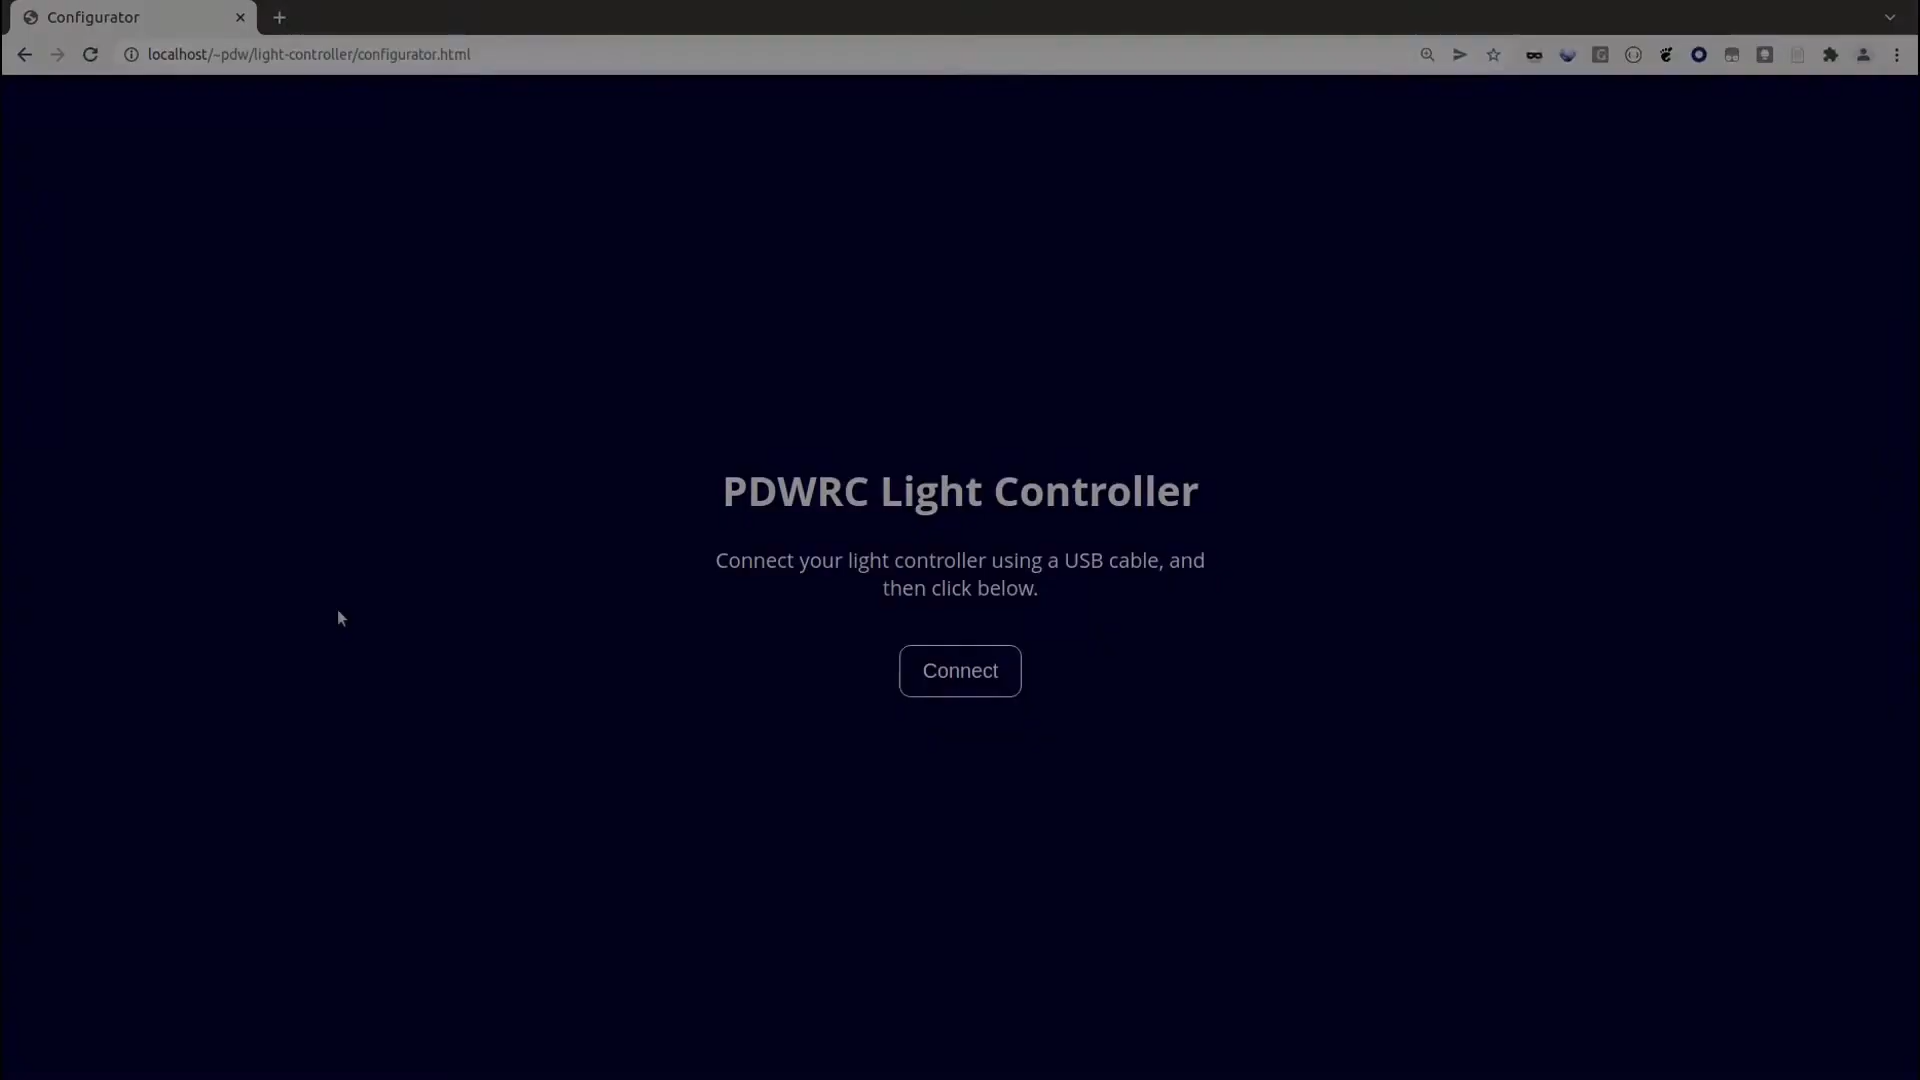 Configurator
localhost/~pdw/light-controller/configurator.html
PDWRC Light Controller
Connect your light controller using a USB cable, and
then click below.
Connect